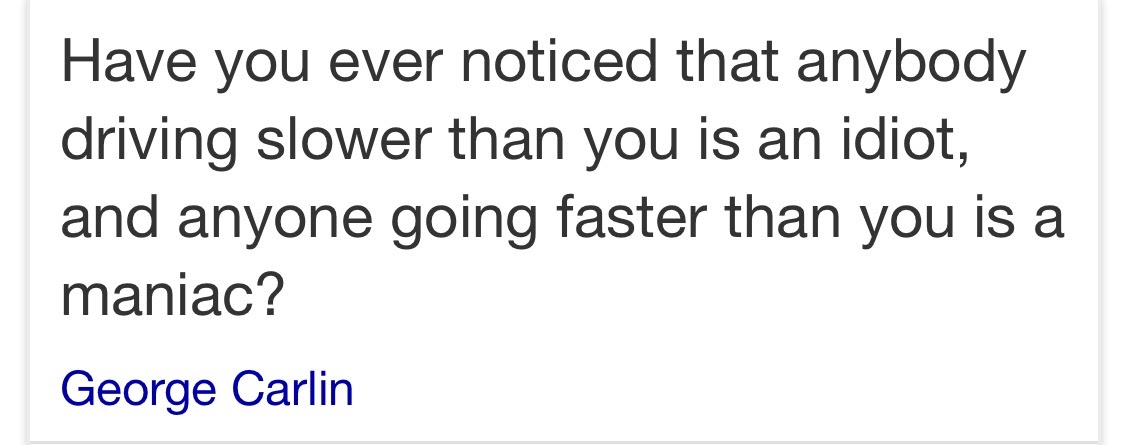 Have you ever noticed that anybody
driving slower than you is an idiot,
and anyone going faster than you is a
maniac?
George Carlin